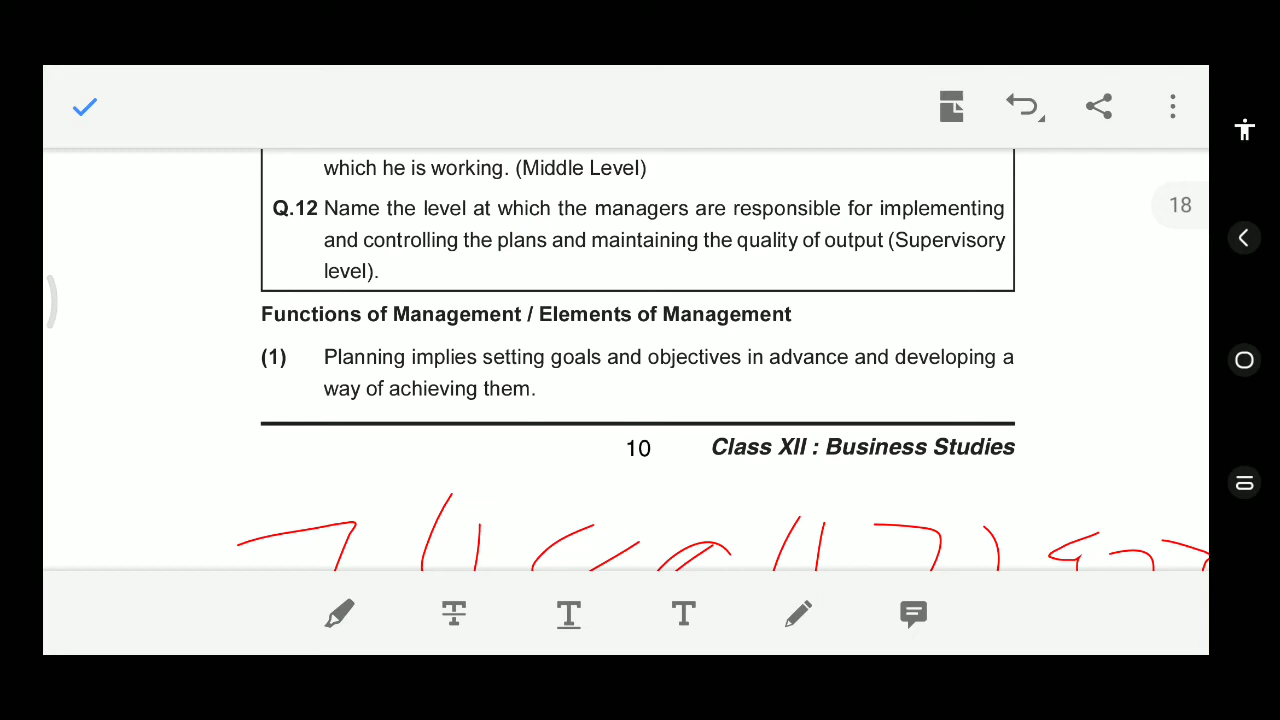 which he is working. (Middle Level)
18
Q.12 Name the level at which the managers are responsible for implementing
and controlling the plans and maintaining the quality of output (Supervisory
level).
Functions of Management / Elements of Management
(1) Planning implies setting goals and objectives in advance and developing a
way of achieving them.
10 Class XII : Business Studies